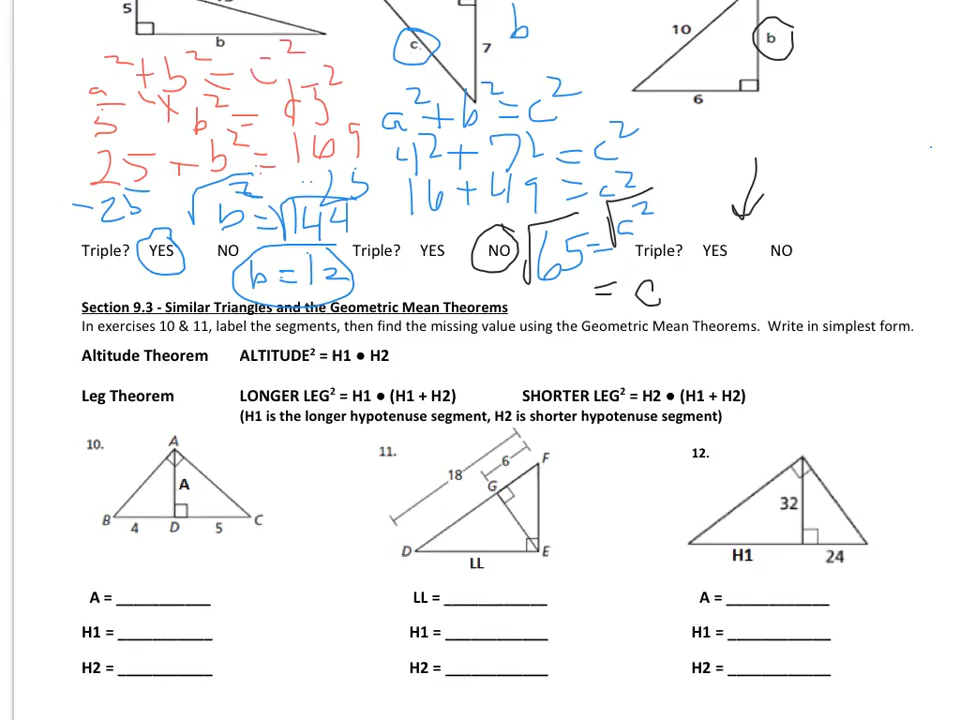 5
b
10
b
6
c
7
b
a² + b² = c²
5² + b² = 13²
25 + b² = 169
-25 -25
√b² = √144
b = 12
a² + b² = c²
4² + 7² = c²
16 + 49 = c²
√65 = √c²
= c
Triple? YES NO
Triple? YES NO
Triple? YES NO
Section 9.3 - Similar Triangles and the Geometric Mean Theorems
In exercises 10 & 11, label the segments, then find the missing value using the Geometric Mean Theorems. Write in simplest form.
Altitude Theorem ALTITUDE² = H1 ● H2
Leg Theorem LONGER LEG² = H1 ● (H1 + H2) SHORTER LEG² = H2 ● (H1 + H2)
(H1 is the longer hypotenuse segment, H2 is shorter hypotenuse segment)
10.
A
A
B 4 D 5 C
11.
18
6
F
G
D
E
LL
12.
32
H1
24
A = ___________ LL = ____________ A = ____________
H1 = ___________ H1 = ____________ H1 = ____________
H2 = ___________ H2 = ____________ H2 = ____________